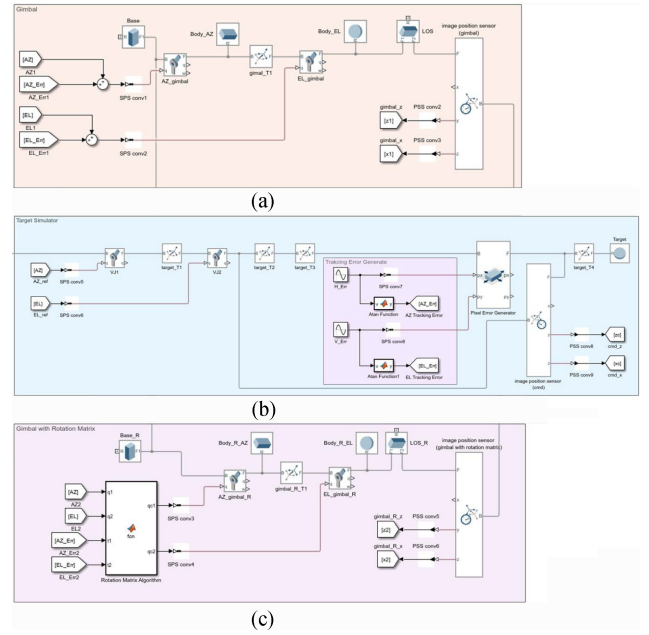 Gimbal
Base
Body_AZ
Body_EL
LOS
image position sensor
(gimbal)
[AZ]
AZ1
[AZ_Err]
AZ_Err1
SPS conv1
AZ_gimbal
gimal_T1
EL_gimbal
[EL]
EL1
[EL_Err]
EL_Err1
SPS conv2
gimbal_z
PSS conv2
[z1]
gimbal_x
PSS conv3
[x1]
(a)
Target Simulator
Target
[AZ]
AZ_ref
SPS conv5
VJ1
target_T1
VJ2
target_T2
target_T3
target_T4
[EL]
EL_ref
SPS conv6
Trakcing Error Generate
H_Err
SPS conv7
Atan Function
[AZ_Err]
AZ Tracking Error
V_Err
SPS conv8
Atan Function1
[EL_Err]
EL Tracking Error
Pixel Error Generator
image position sensor
(cmd)
PSS conv8
cmd_z
PSS conv9
cmd_x
(b)
Gimbal with Rotation Matrix
Base_R
Body_R_AZ
Body_R_EL
LOS_R
image position sensor
(gimbal with rotation matrix)
[AZ]
AZ2
[EL]
EL2
[AZ_Err]
AZ_Err2
[EL_Err]
EL_Err2
q1
q2
fcn
qc1
qc2
Rotation Matrix Algorithm
SPS conv3
SPS conv4
AZ_gimbal_R
gimbal_R_T1
EL_gimbal_R
gimbal_R_z
PSS conv5
[z2]
gimbal_R_x
PSS conv6
[x2]
(c)